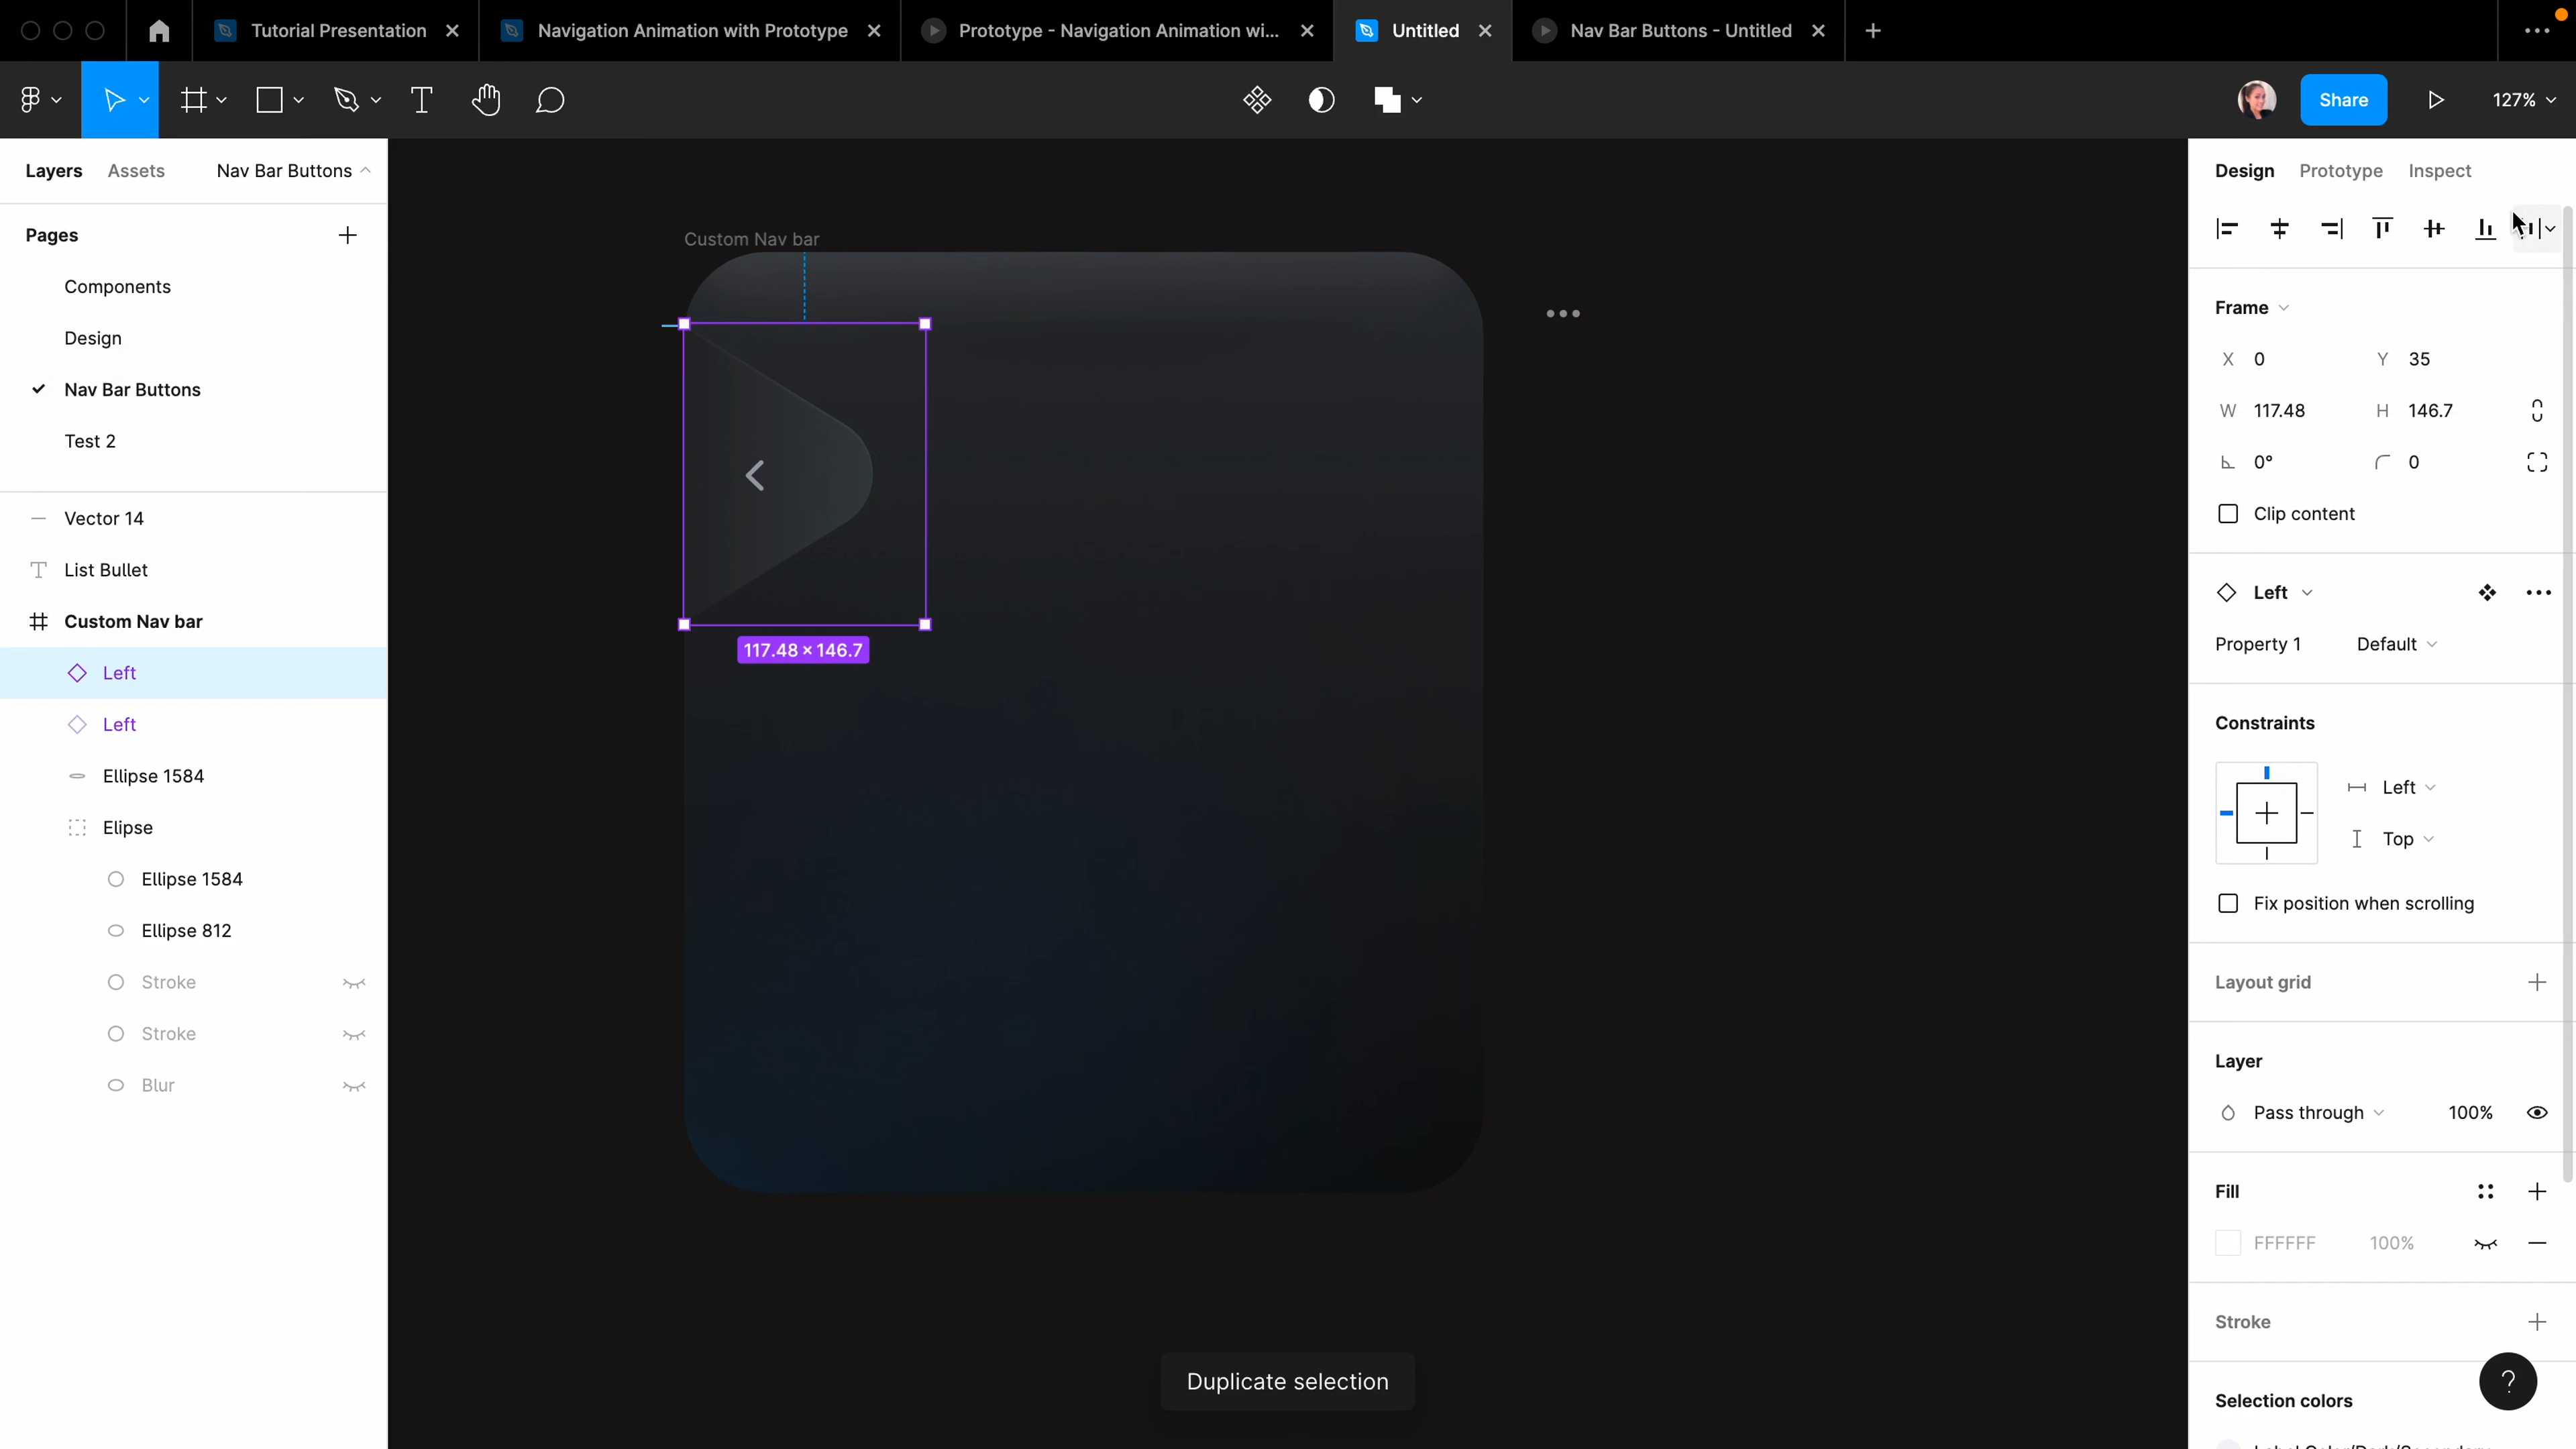 Tutorial Presentation
Navigation Animation with Prototype
Prototype - Navigation Animation wi...
Untitled
Nav Bar Buttons - Untitled
Share
127%
Layers
Assets
Nav Bar Buttons
Design
Prototype
Inspect
Pages
Components
Design
Nav Bar Buttons
Test 2
Vector 14
List Bullet
Custom Nav bar
Left
Left
Ellipse 1584
Elipse
Ellipse 1584
Ellipse 812
Stroke
Stroke
Blur
Custom Nav bar
117.48 × 146.7
Duplicate selection
Frame
X 0 Y 35
W 117.48 H 146.7
0° 0
Clip content
Left
Property 1 Default
Constraints
Left
Top
Fix position when scrolling
Layout grid
Layer
Pass through 100%
Fill
FFFFFF 100%
Stroke
?
Selection colors